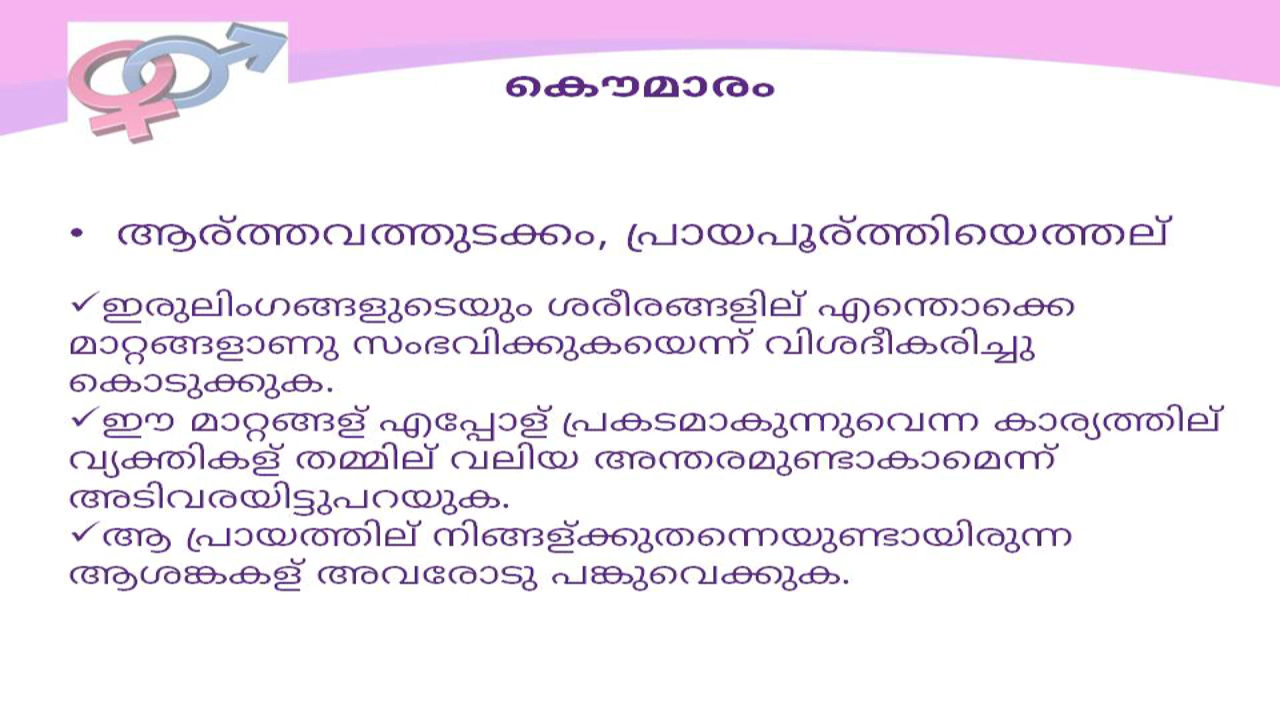 കൌമാരം
• ആര്ത്തവത്തുടക്കം, പ്രായപൂര്ത്തിയെത്തല്
✓ഇരുലിംഗങ്ങളുടെയും ശരീരങ്ങളില് എന്തൊക്കെ
മാറ്റങ്ങളാണു സംഭവിക്കുകയെന്ന് വിശദീകരിച്ചു
കൊടുക്കുക.
✓ഈ മാറ്റങ്ങള് എപ്പോള് പ്രകടമാകുന്നുവെന്ന കാര്യത്തില്
വ്യക്തികള് തമ്മില് വലിയ അന്തരമുണ്ടാകാമെന്ന്
അടിവരയിട്ടുപറയുക.
✓ആ പ്രായത്തില് നിങ്ങള്ക്കുതന്നെയുണ്ടായിരുന്ന
ആശങ്കകള് അവരോടു പങ്കുവെക്കുക.